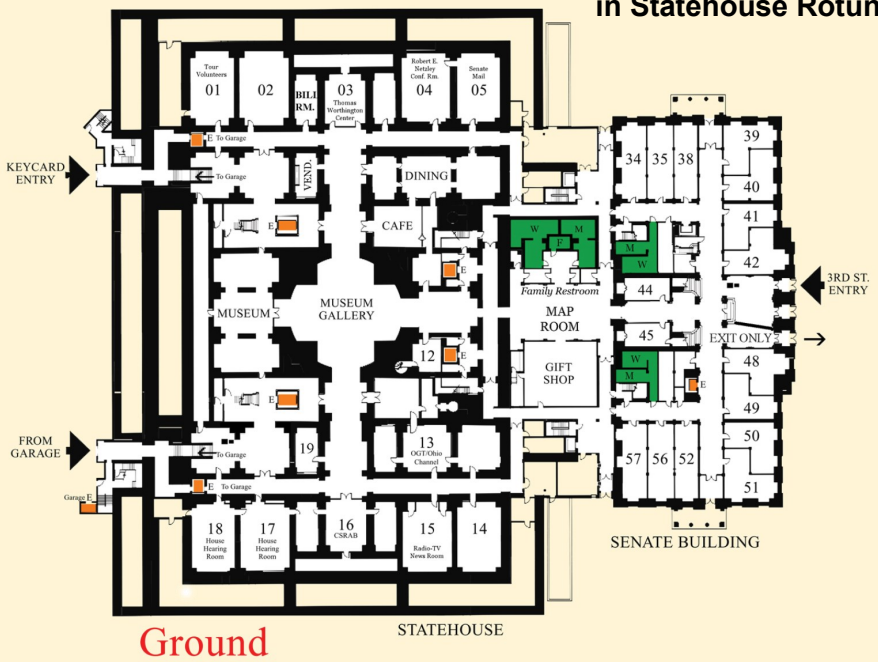 in Statehouse Rotun
Tour
Volunteers
01
02
BILL
RM.
03
Thomas
Worthington
Center
Robert E.
Netzley
Conf. Rm.
04
Senate
Mail
05
34
35
38
39
40
41
42
E To Garage
KEYCARD
ENTRY
To Garage
VEND.
DINING
CAFE
E
E
W
M
F
Family Restroom
M
W
44
3RD ST.
ENTRY
MUSEUM
MUSEUM
GALLERY
MAP
ROOM
45
EXIT ONLY
12
E
GIFT
SHOP
W
M
E
48
49
E
FROM
GARAGE
To Garage
19
13
OGT/Ohio
Channel
57
56
52
50
51
E To Garage
Garage E
18
House
Hearing
Room
17
House
Hearing
Room
16
CSRAB
15
Radio-TV
News Room
14
SENATE BUILDING
STATEHOUSE
Ground